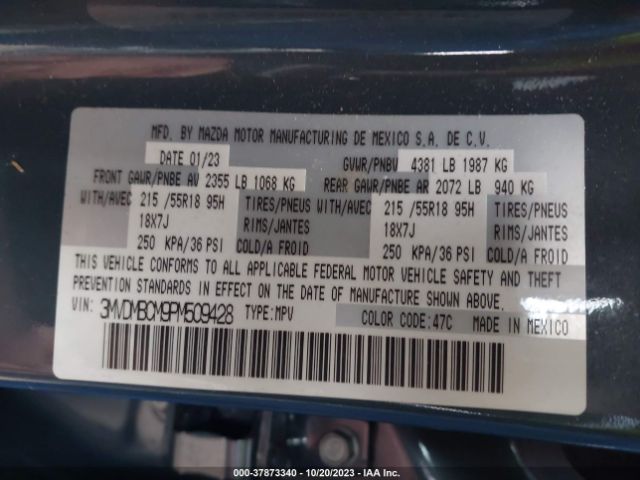 MFD. BY MAZDA MOTOR MANUFACTURING DE MEXICO S.A. DE C.V.
DATE 01/23 GVWR/PNBV 4381 LB 1987 KG
FRONT GAWR/PNBE AV 2355 LB 1068 KG REAR GAWR/PNBE AR 2072 LB 940 KG
WITH/AVEC 215 /55R18 95H TIRES/PNEUS WITH/AVEC 215 /55R18 95H TIRES/PNEUS
18X7J RIMS/JANTES 18X7J RIMS/JANTES
250 KPA/36 PSI COLD/A FROID 250 KPA/36 PSI COLD/A FROID
THIS VEHICLE CONFORMS TO ALL APPLICABLE FEDERAL MOTOR VEHICLE SAFETY AND THEFT
PREVENTION STANDARDS IN EFFECT ON THE DATE OF MANUFACTURE SHOWN ABOVE.
VIN: 3MVDMBCM9PM509428 TYPE:MPV COLOR CODE:47C MADE IN MEXICO
000-37873340 - 10/20/2023 - IAA Inc.